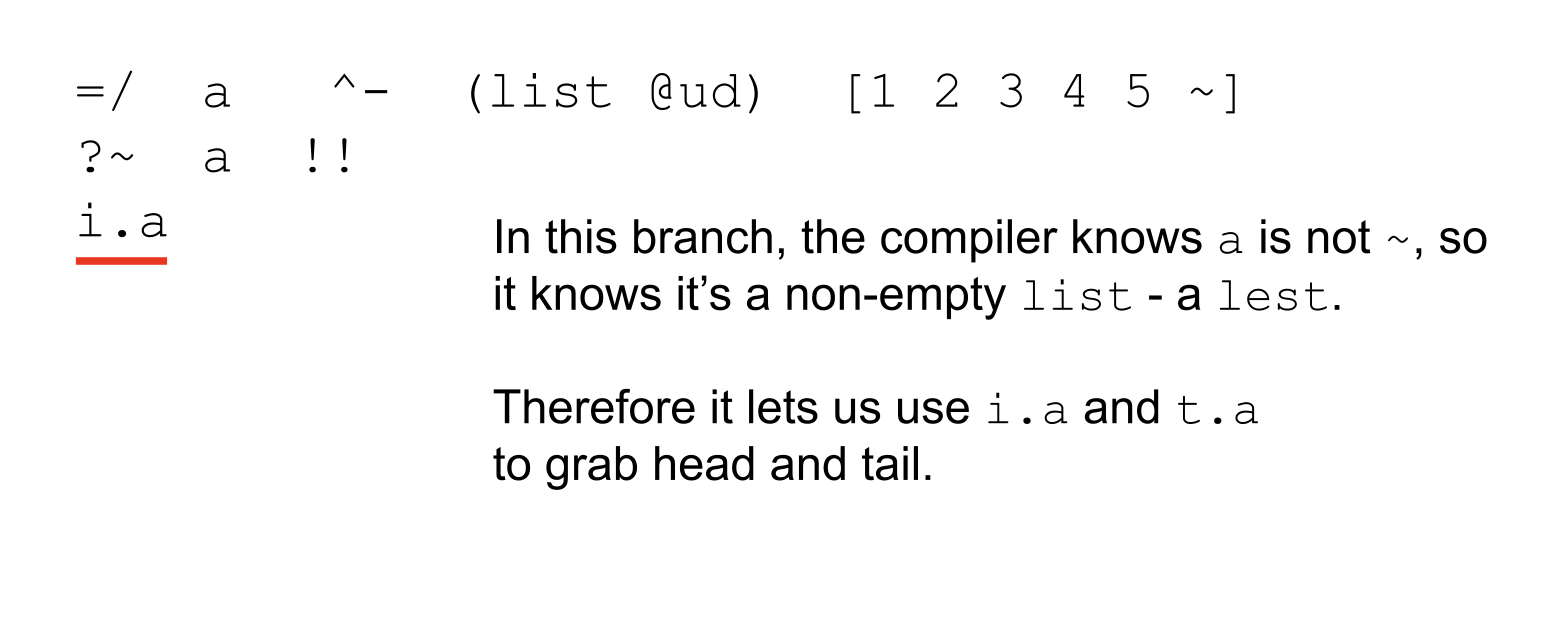 =/  a   ^-  (list @ud)  [1 2 3 4 5 ~]
?~  a  !!
i.a
In this branch, the compiler knows a is not ~, so
it knows it’s a non-empty list - a lest.
Therefore it lets us use i.a and t.a
to grab head and tail.